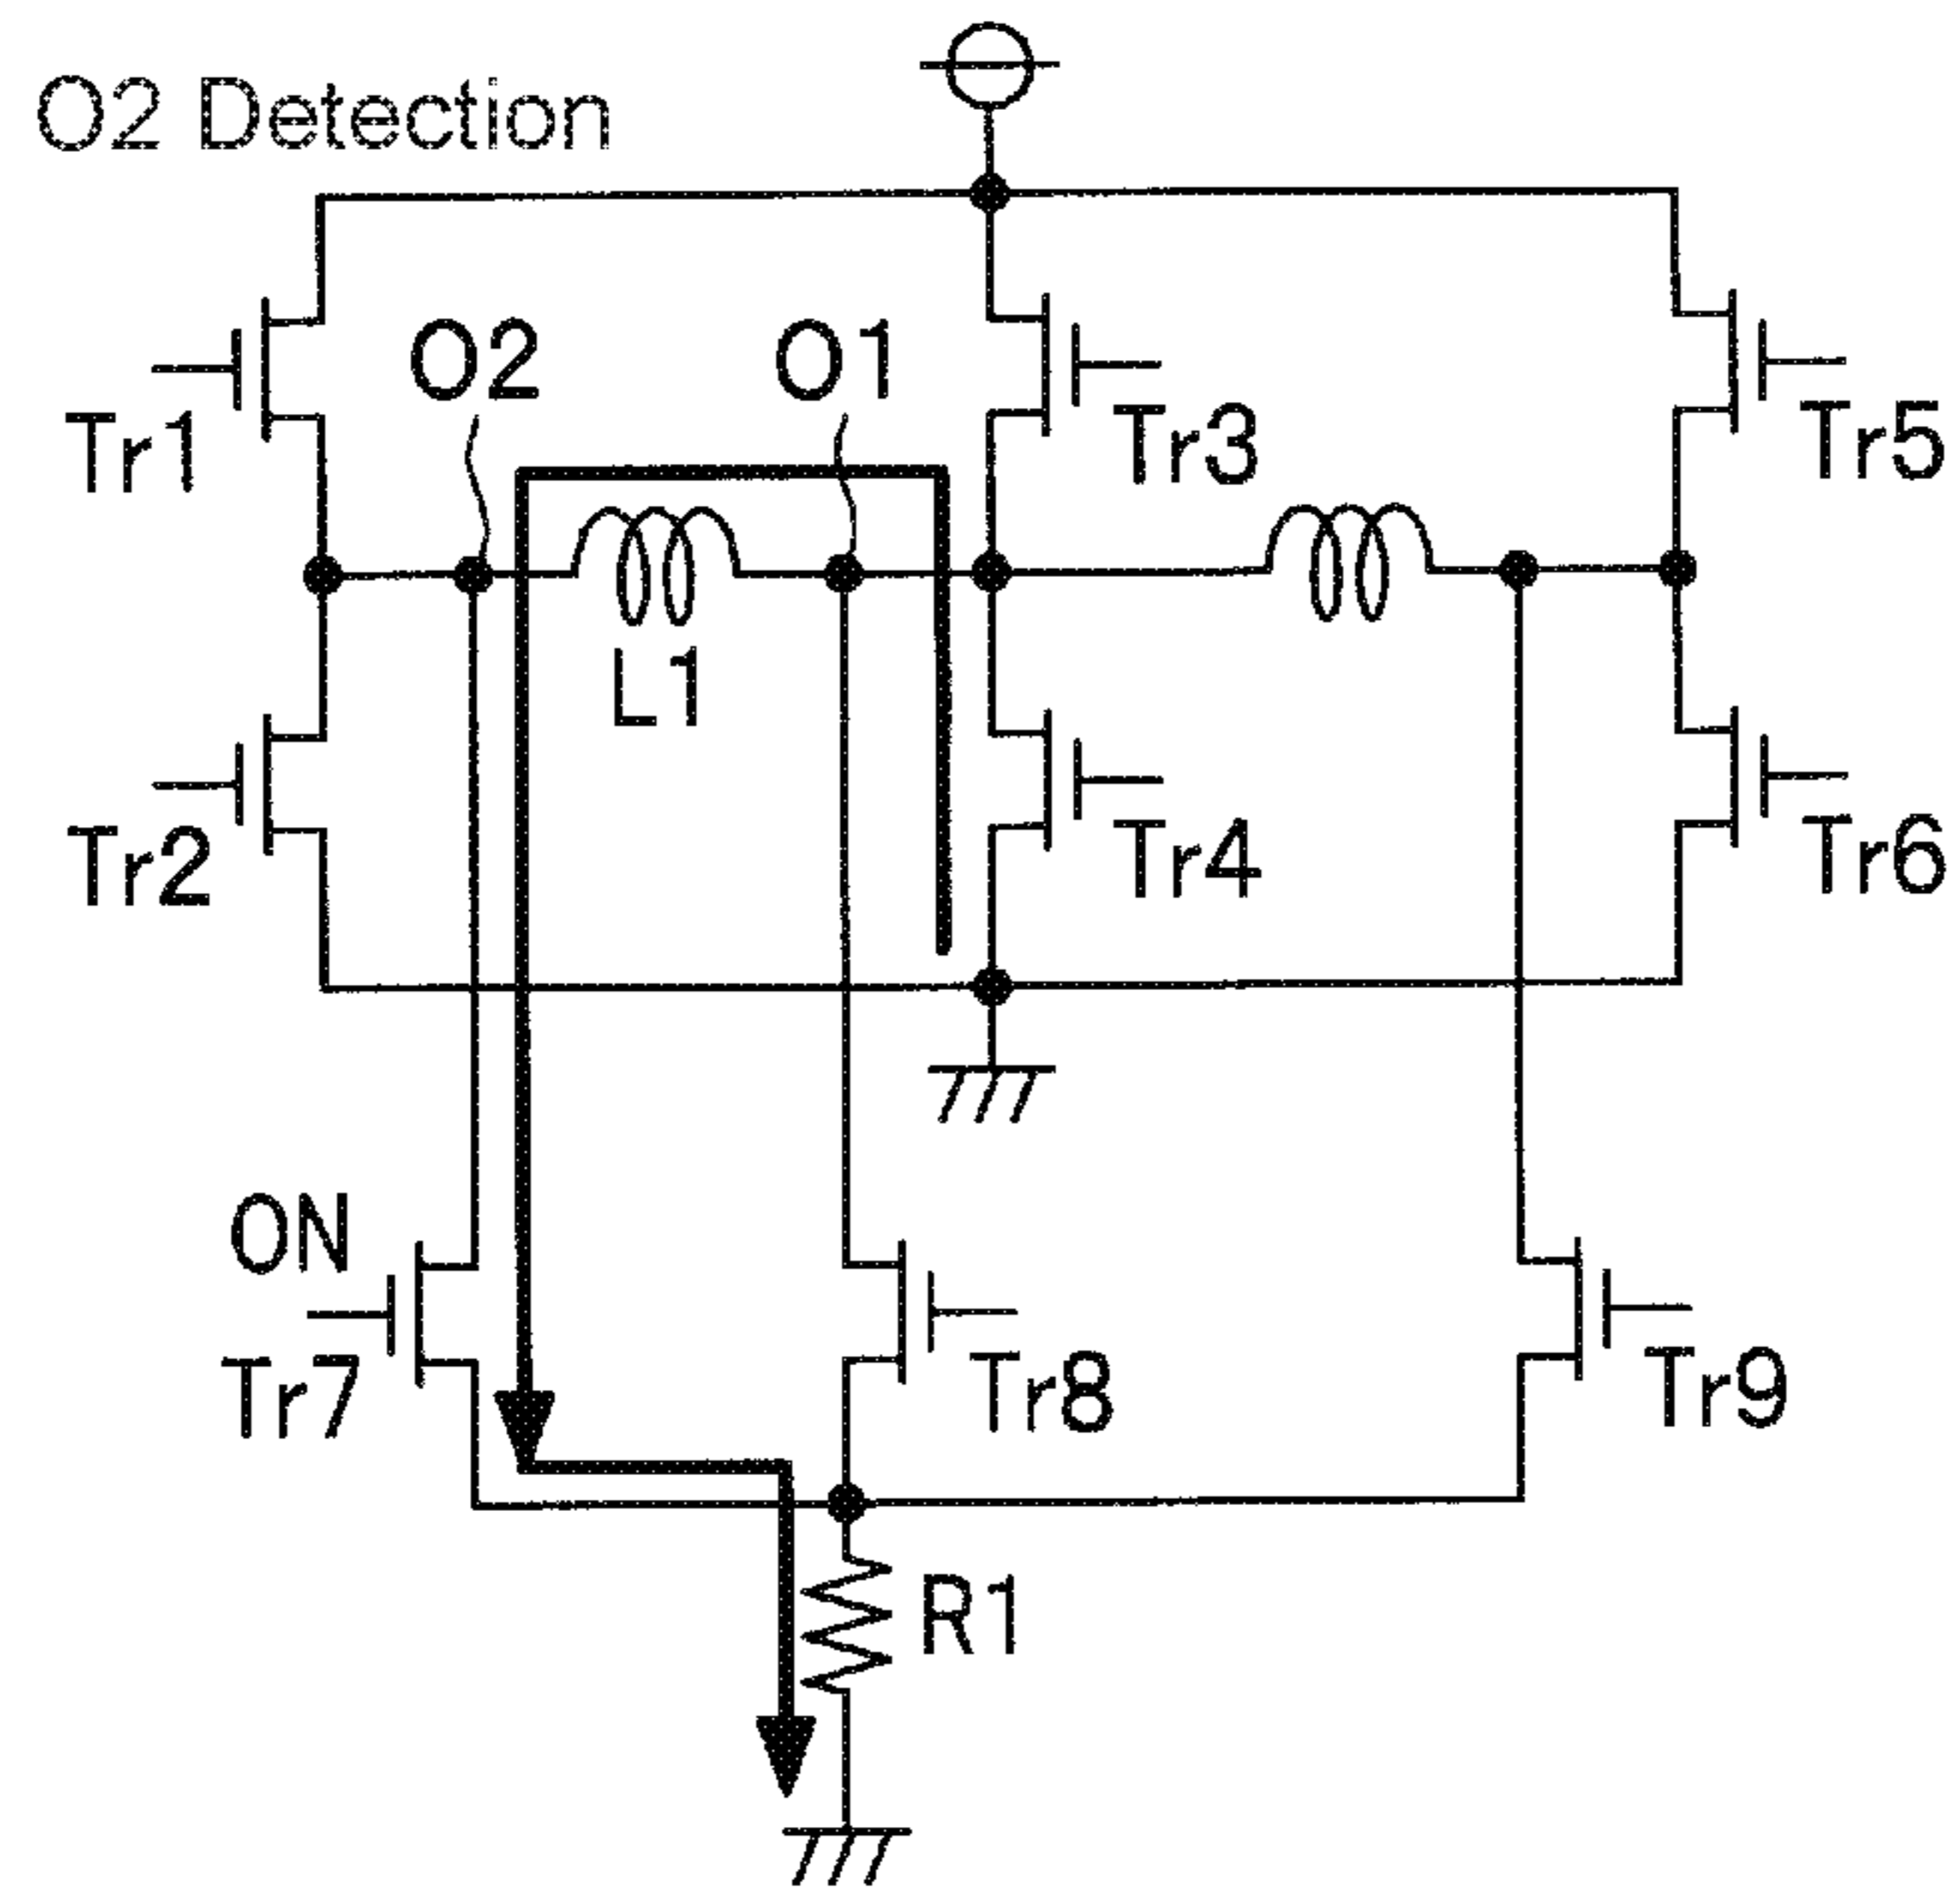 O2 Detection
O2
O1
Tr1
Tr3
Tr5
L1
Tr2
Tr4
Tr6
ON
Tr7
Tr8
Tr9
R1